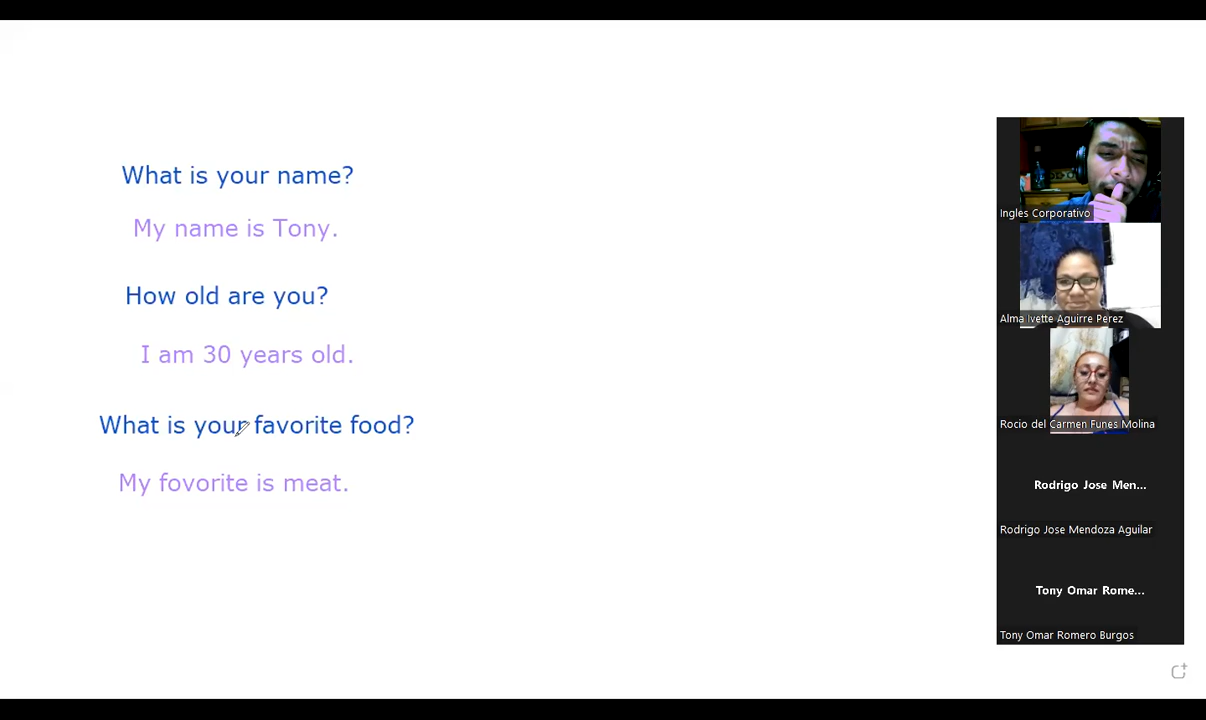 What is your name?
My name is Tony.
How old are you?
I am 30 years old.
What is your favorite food?
My fovorite is meat.
Ingles Corporativo
Alma Ivette Aguirre Perez
Rocio del Carmen Funes Molina
Rodrigo Jose Men...
Rodrigo Jose Mendoza Aguilar
Tony Omar Rome...
Tony Omar Romero Burgos